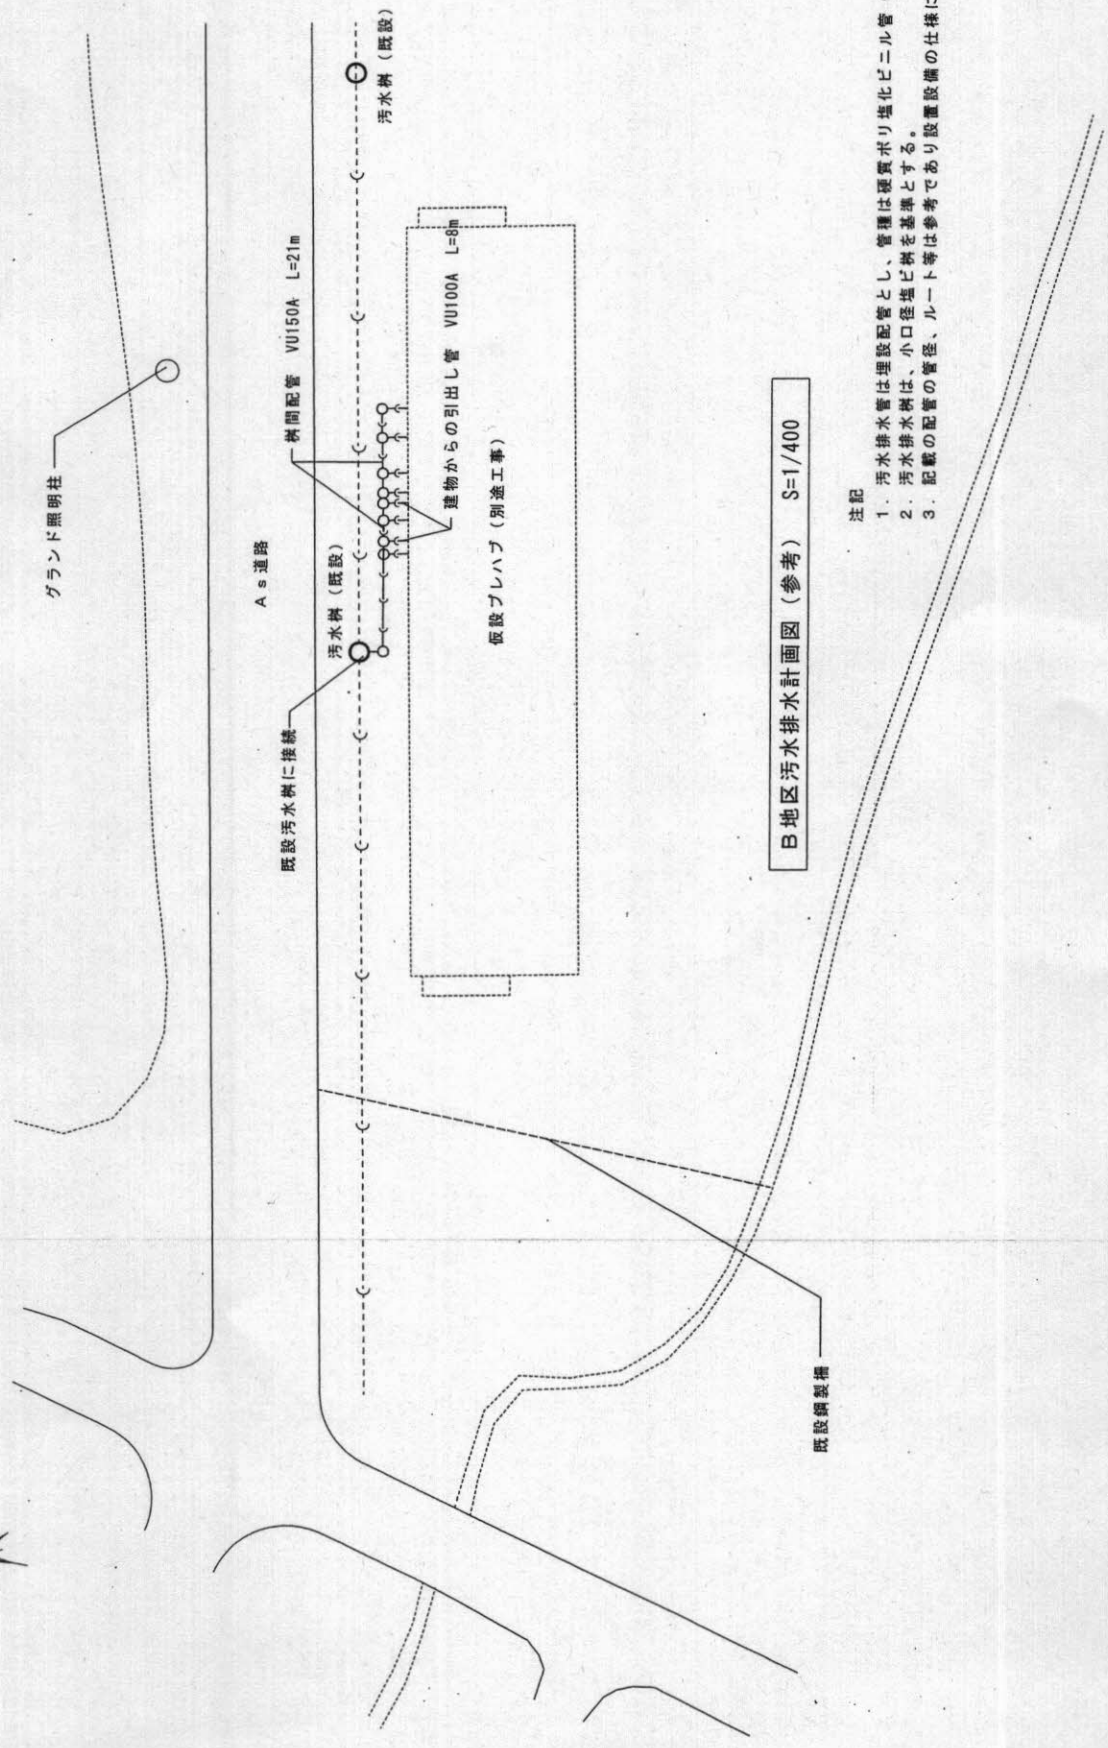 グランド照明柱
As道路
桝間配管 VU150A L=21m
汚水桝(既設)
汚水桝(既設)
既設汚水桝に接続
建物からの引出し管 VU100A L=8m
仮設プレハブ(別途工事)
既設鋼製柵
B地区汚水排水計画図(参考) S=1/400
注記
1.汚水排水管は埋設配管とし、管種は硬質ポリ塩化ビニル管
2.汚水排水桝は、小口径塩ビ桝を基準とする。
3.記載の配管の管径、ルート等は参考であり設置設備の仕様に